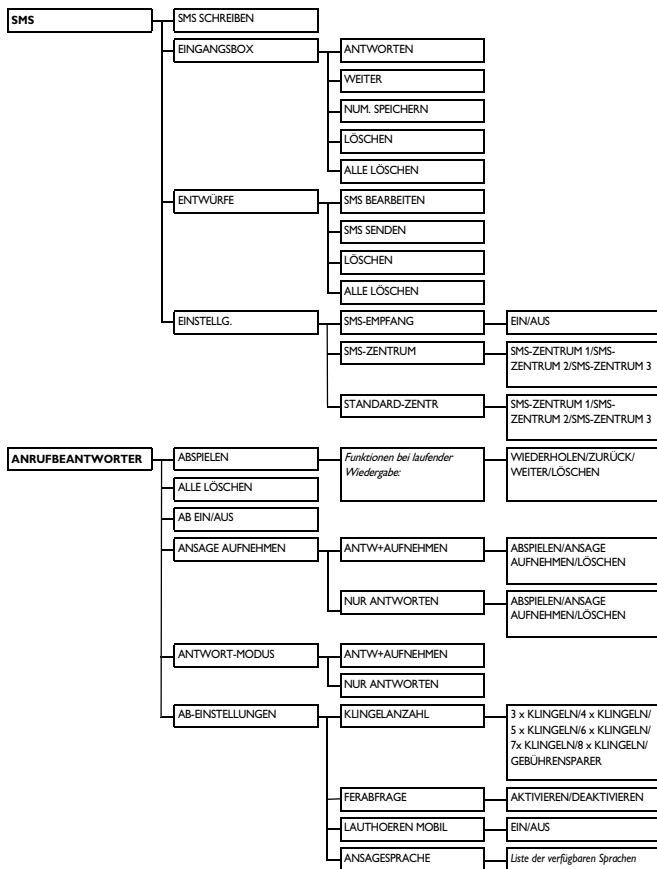 SMS
SMS SCHREIBEN
EINGANGSBOX
ANTWORTEN
WEITER
NUM. SPEICHERN
LÖSCHEN
ALLE LÖSCHEN
ENTWÜRFE
SMS BEARBEITEN
SMS SENDEN
LÖSCHEN
ALLE LÖSCHEN
EINSTELLG.
SMS-EMPFANG
EIN/AUS
SMS-ZENTRUM
SMS-ZENTRUM 1/SMS-
ZENTRUM 2/SMS-ZENTRUM 3
STANDARD-ZENTR
SMS-ZENTRUM 1/SMS-
ZENTRUM 2/SMS-ZENTRUM 3
ANRUFBEANTWORTER
ABSPIELEN
Funktionen bei laufender
Wiedergabe:
WIEDERHOLEN/ZURÜCK/
WEITER/LÖSCHEN
ALLE LÖSCHEN
AB EIN/AUS
ANSAGE AUFNEHMEN
ANTW+AUFNEHMEN
ABSPIELEN/ANSAGE
AUFNEHMEN/LÖSCHEN
NUR ANTWORTEN
ABSPIELEN/ANSAGE
AUFNEHMEN/LÖSCHEN
ANTWORT-MODUS
ANTW+AUFNEHMEN
NUR ANTWORTEN
AB-EINSTELLUNGEN
KLINGELANZAHL
3 x KLINGELN/4 x KLINGELN/
5 x KLINGELN/6 x KLINGELN/
7x KLINGELN/8 x KLINGELN/
GEBÜHRENSPARER
FERABFRAGE
AKTIVIEREN/DEAKTIVIEREN
LAUTHOEREN MOBIL
EIN/AUS
ANSAGESPRACHE
Liste der verfügbaren Sprachen